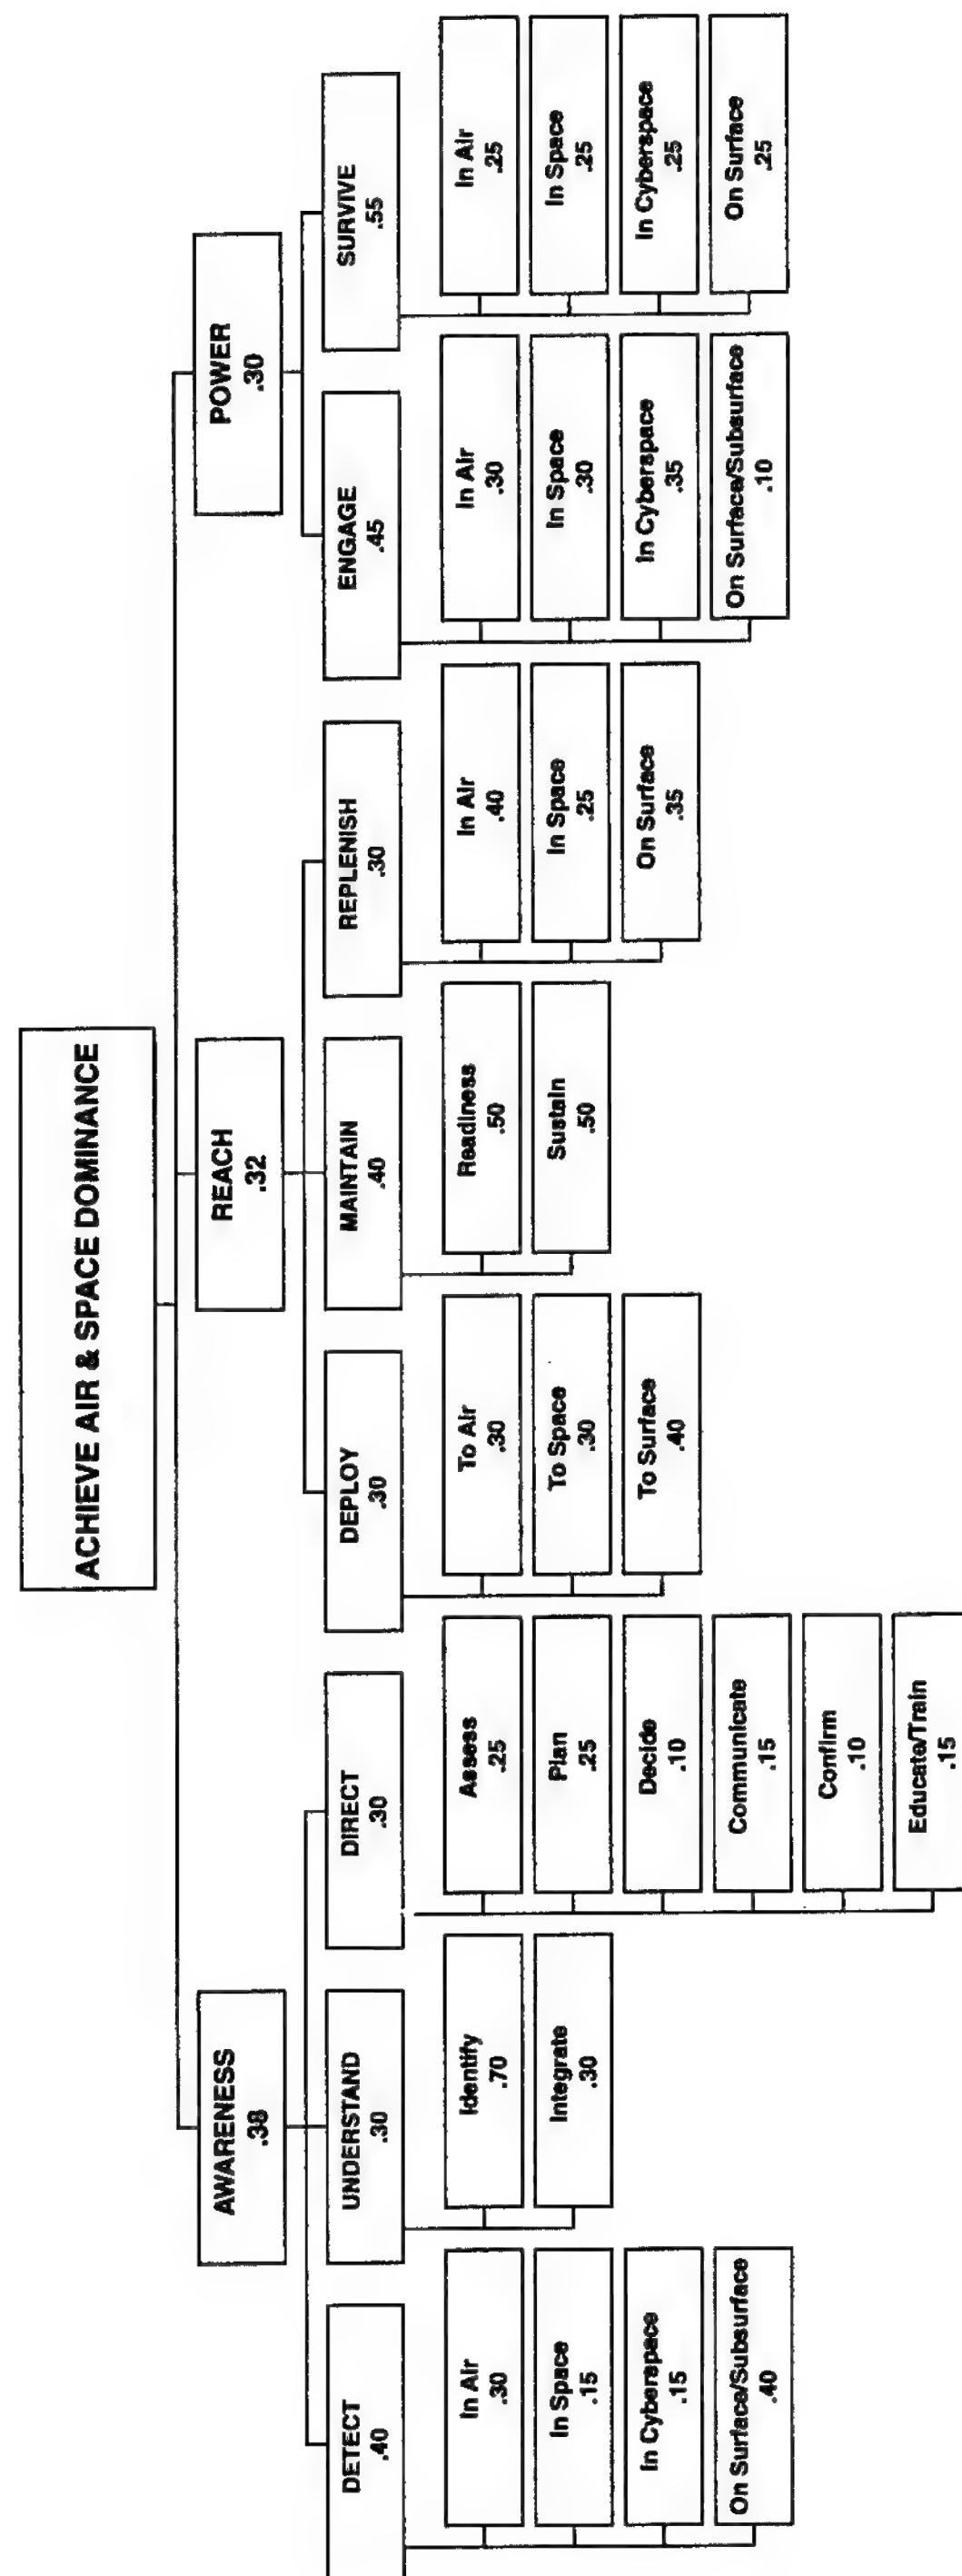 ACHIEVE AIR & SPACE DOMINANCE
AWARENESS
.38
REACH
.32
POWER
.30
DETECT
.40
UNDERSTAND
.30
DIRECT
.30
DEPLOY
.30
MAINTAIN
.40
REPLENISH
.30
ENGAGE
.45
SURVIVE
.55
In Air
.30
In Space
.15
In Cyberspace
.15
On Surface/Subsurface
.40
Identify
.70
Integrate
.30
Assess
.25
Plan
.25
Decide
.10
Communicate
.15
Confirm
.10
Educate/Train
.15
To Air
.30
To Space
.30
To Surface
.40
Readiness
.50
Sustain
.50
In Air
.40
In Space
.25
On Surface
.35
In Air
.30
In Space
.30
In Cyberspace
.35
On Surface/Subsurface
.10
In Air
.25
In Space
.25
In Cyberspace
.25
On Surface
.25